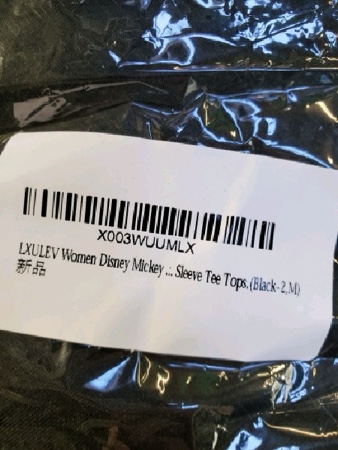 X003WUUMLX
LXULEV Women Disney Mickey ... Sleeve Tee Tops.(Black-2,M)
新品